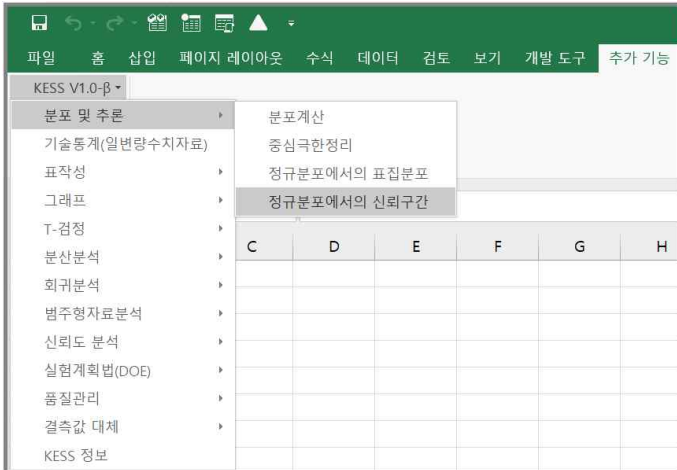 파일 홈 삽입 페이지 레이아웃 수식 데이터 검토 보기 개발 도구 추가 기능
KESS V1.0-β
분포 및 추론
기술통계(일변량수치자료)
표작성
그래프
T-검정
분산분석
회귀분석
범주형자료분석
신뢰도 분석
실험계획법(DOE)
품질관리
결측값 대체
KESS 정보
분포계산
중심극한정리
정규분포에서의 표집분포
정규분포에서의 신뢰구간
C D E F G H